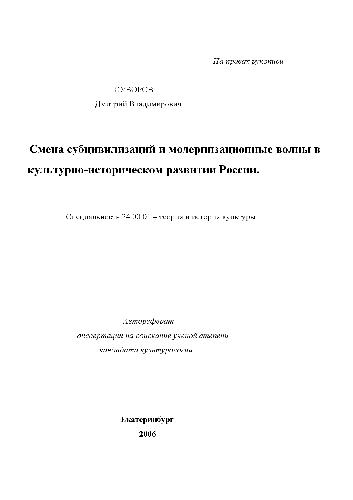 На правах рукописи
СУВОРОВ
Дмитрий Владимирович
Смена субцивилизаций и модернизационные волны в
культурно-историческом развитии России.
Специальность 24.00.01 – теория и история культуры
Автореферат
диссертации на соискание ученой степени
кандидата культурологии
Екатеринбург
2006